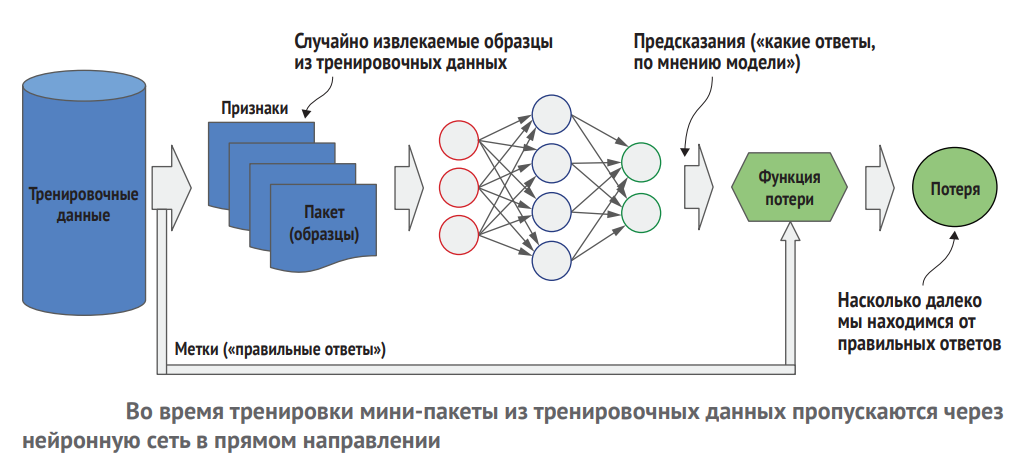 Случайно извлекаемые образцы
из тренировочных данных
Предсказания («какие ответы,
по мнению модели»)
Признаки
Тренировочные
данные
Пакет
(образцы)
Функция
потери
Потеря
Насколько далеко
мы находимся от
правильных ответов
Метки («правильные ответы»)
Во время тренировки мини-пакеты из тренировочных данных пропускаются через
нейронную сеть в прямом направлении